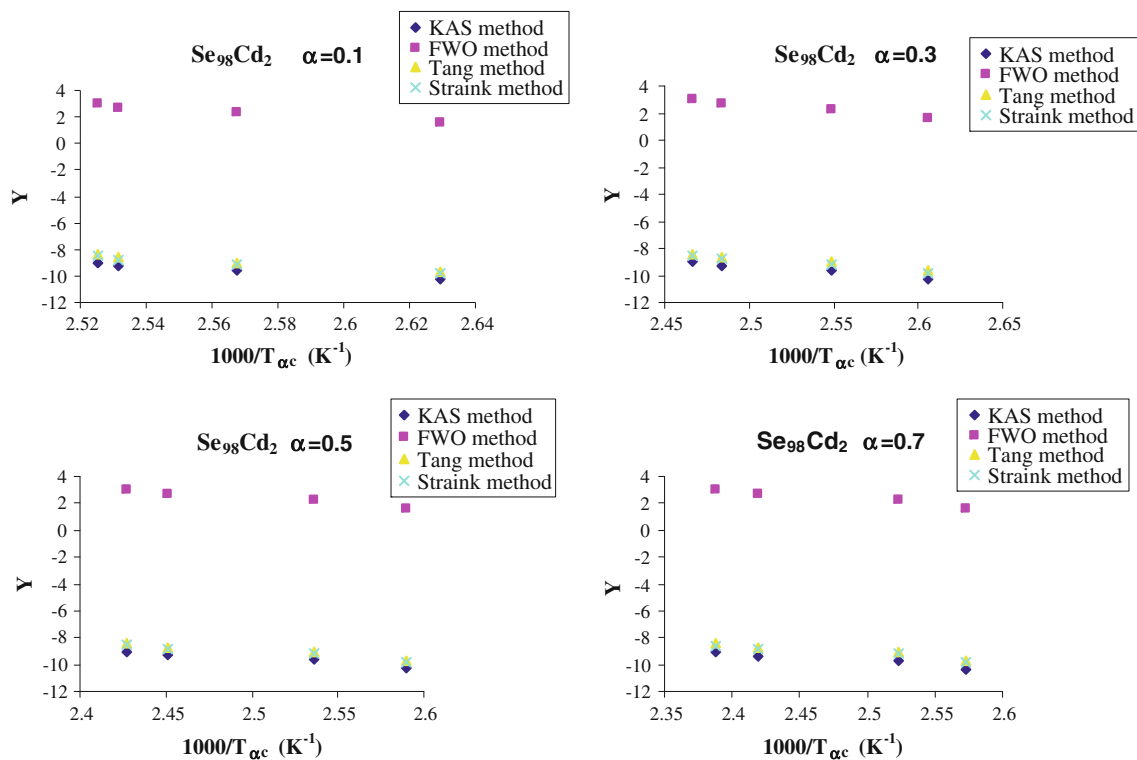 Se₉₈Cd₂ α=0.1
KAS method
FWO method
Tang method
Straink method
4
2
0
-2
-4
-6
-8
-10
-12
Y
2.52 2.54 2.56 2.58 2.6 2.62 2.64
1000/Tαc (K⁻¹)
Se₉₈Cd₂ α=0.3
KAS method
FWO method
Tang method
Straink method
4
2
0
-2
-4
-6
-8
-10
-12
Y
2.45 2.5 2.55 2.6 2.65
1000/Tαc (K⁻¹)
Se₉₈Cd₂ α=0.5
KAS method
FWO method
Tang method
Straink method
4
2
0
-2
-4
-6
-8
-10
-12
Y
2.4 2.45 2.5 2.55 2.6
1000/Tαc (K⁻¹)
Se₉₈Cd₂ α=0.7
KAS method
FWO method
Tang method
Straink method
4
2
0
-2
-4
-6
-8
-10
-12
Y
2.35 2.4 2.45 2.5 2.55 2.6
1000/Tαc (K⁻¹)